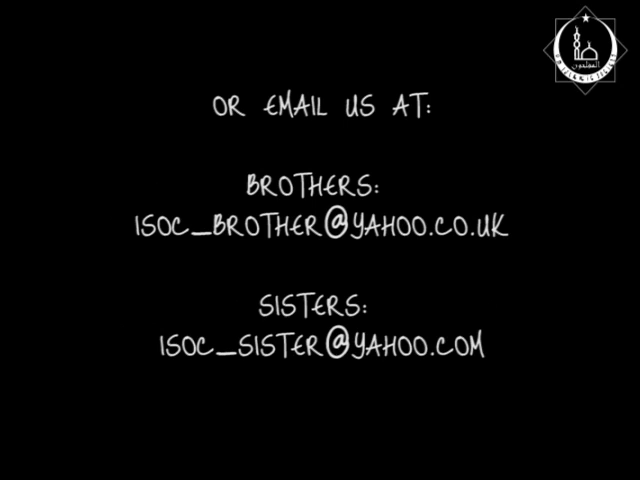 OR EMAIL US AT:
BROTHERS:
ISOC_BROTHER@YAHOO.CO.UK
SISTERS:
ISOC_SISTER@YAHOO.COM